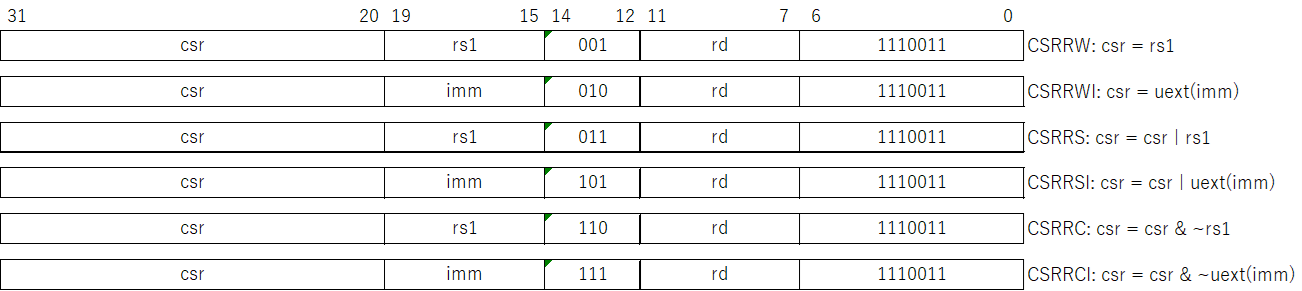 31 20 19 15 14 12 11 7 6 0
csr rs1 001 rd 1110011 CSRRW: csr = rs1
csr imm 010 rd 1110011 CSRRWI: csr = uext(imm)
csr rs1 011 rd 1110011 CSRRS: csr = csr | rs1
csr imm 101 rd 1110011 CSRRSI: csr = csr | uext(imm)
csr rs1 110 rd 1110011 CSRRC: csr = csr & ~rs1
csr imm 111 rd 1110011 CSRRCI: csr = csr & ~uext(imm)